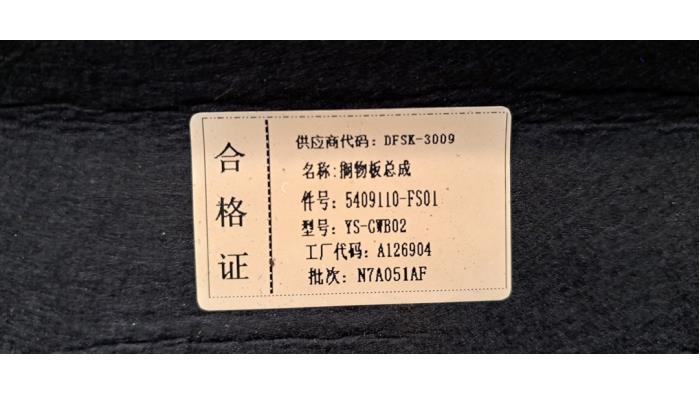 合格证
供应商代码：DFSK-3009
名称:搁物板总成
件号：5409110-FS01
型号：YS-GWB02
工厂代码：A126904
批次：N7A051AF